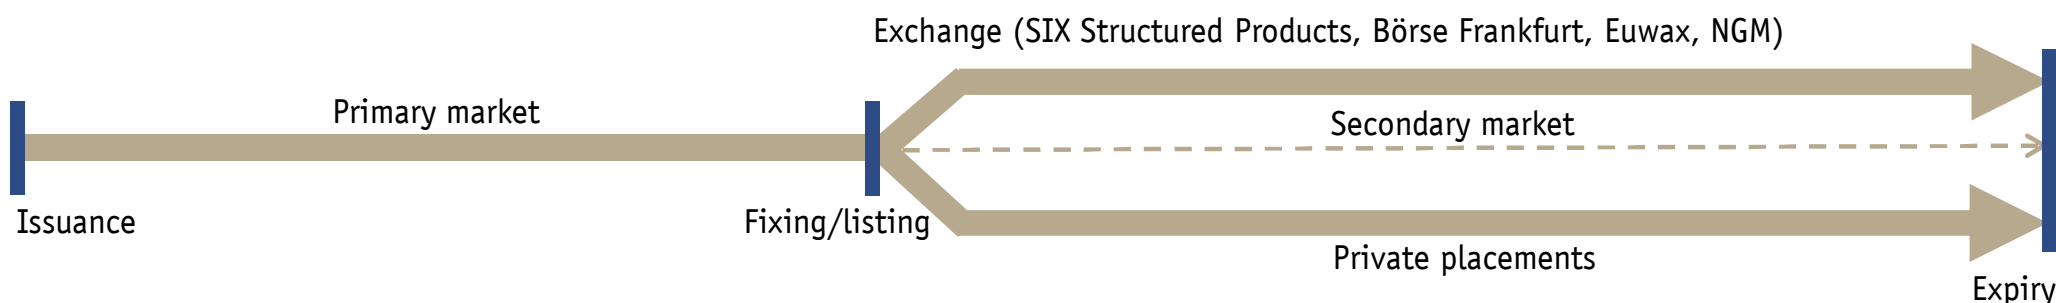 Exchange (SIX Structured Products, Börse Frankfurt, Euwax, NGM)
Primary market
Secondary market
Issuance
Fixing/listing
Private placements
Expiry